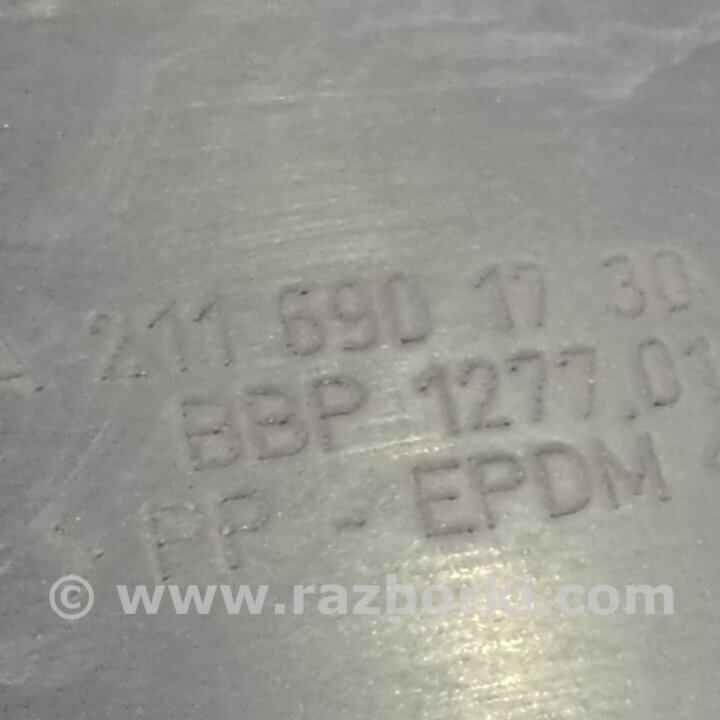 A 211 690 17 30
BBP 1277.01
PP - EPDM
© www.razborki.com